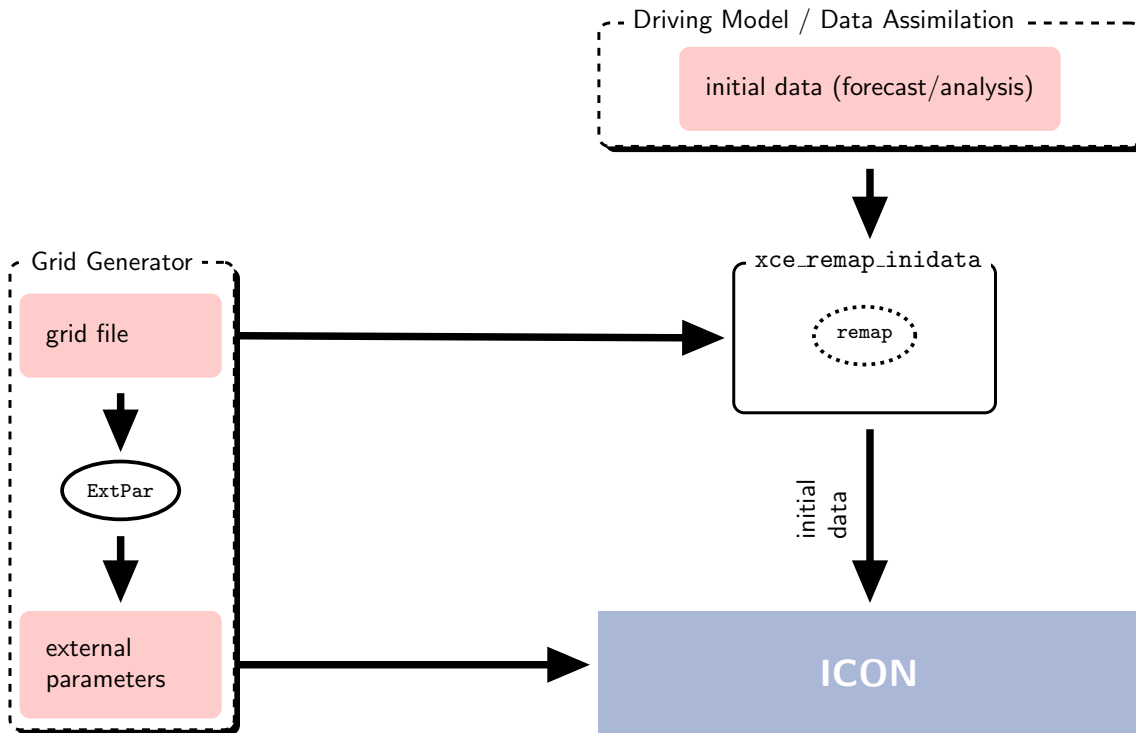 Driving Model / Data Assimilation
initial data (forecast/analysis)
Grid Generator
xce_remap_inidata
grid file
remap
ExtPar
initial
data
external
parameters
ICON